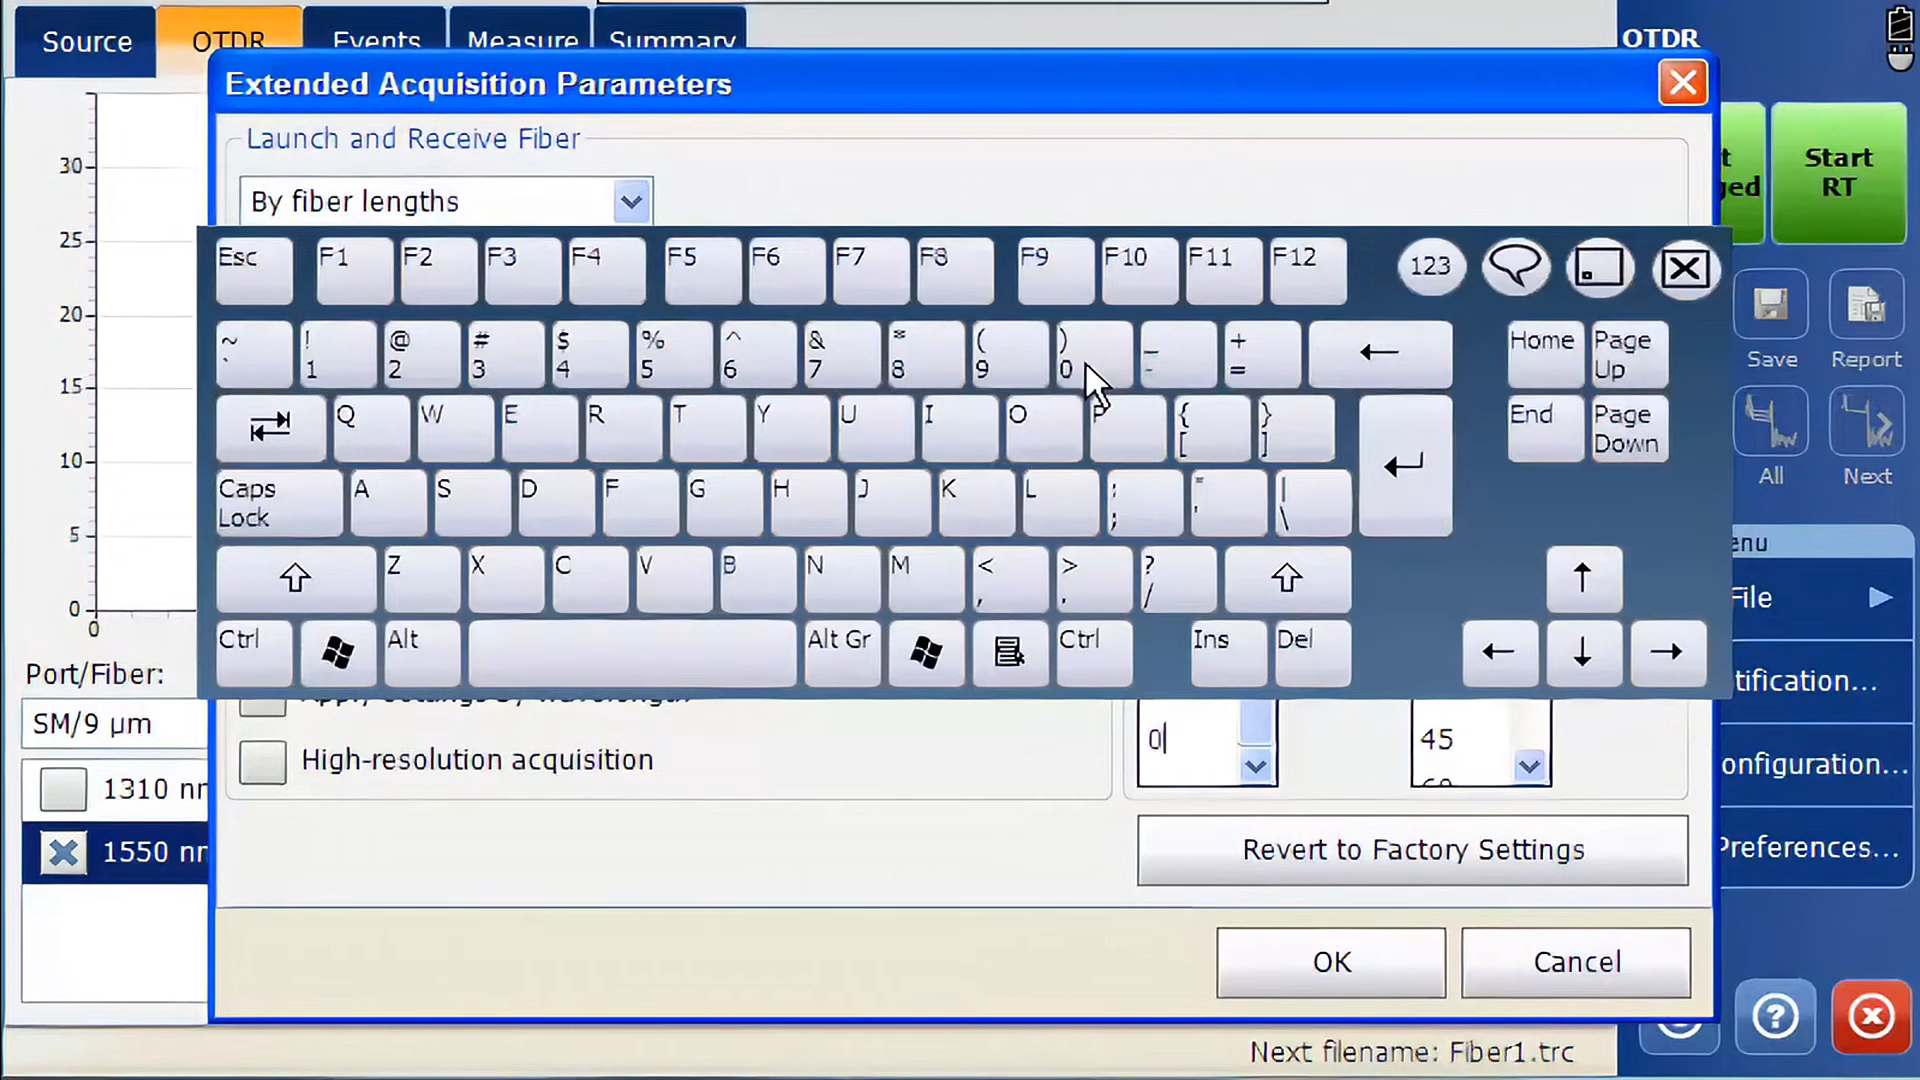 Source
OTDR
Events
Measure
Summary
OTDR
Extended Acquisition Parameters
Launch and Receive Fiber
By fiber lengths
Start
RT
30
25
20
15
10
5
0
0
Esc
F1
F2
F3
F4
F5
F6
F7
F8
F9
F10
F11
F12
123
~
`
!
1
@
2
#
3
$
4
%
5
^
6
&
7
*
8
(
9
)
0
_
-
+
=
←
Home
Page
Up
Save
Report
Q
W
E
R
T
Y
U
I
O
P
{
[
}
]
End
Page
Down
All
Next
Caps
Lock
A
S
D
F
G
H
J
K
L
:
;
"
'
|
\
Z
X
C
V
B
N
M
<
,
>
.
?
/
↑
File
Ctrl
Alt
Alt Gr
Ctrl
Ins
Del
←
↓
→
Port/Fiber:
SM/9 µm
High-resolution acquisition
0
45
1310 n
1550 n
Revert to Factory Settings
tification...
onfiguration...
Preferences...
OK
Cancel
?
Next filename: Fiber1.trc